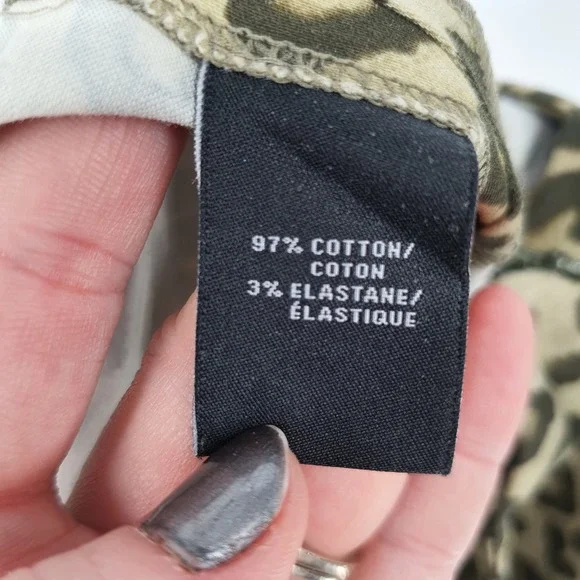 97% COTTON/
COTON
3% ELASTANE/
ÉLASTIQUE